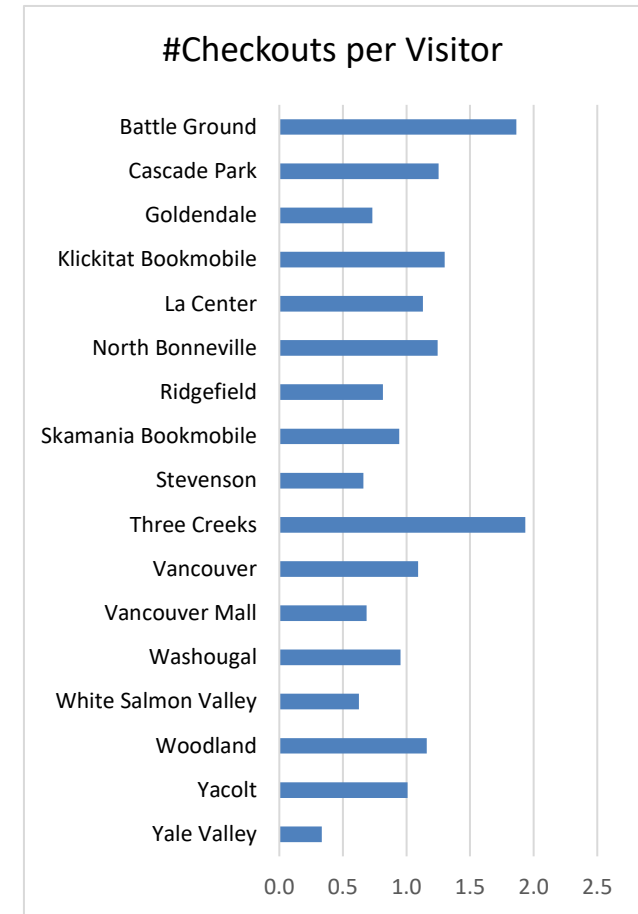 #Checkouts per Visitor
Battle Ground
Cascade Park
Goldendale
Klickitat Bookmobile
La Center
North Bonneville
Ridgefield
Skamania Bookmobile
Stevenson
Three Creeks
Vancouver
Vancouver Mall
Washougal
White Salmon Valley
Woodland
Yacolt
Yale Valley
0.0 0.5 1.0 1.5 2.0 2.5